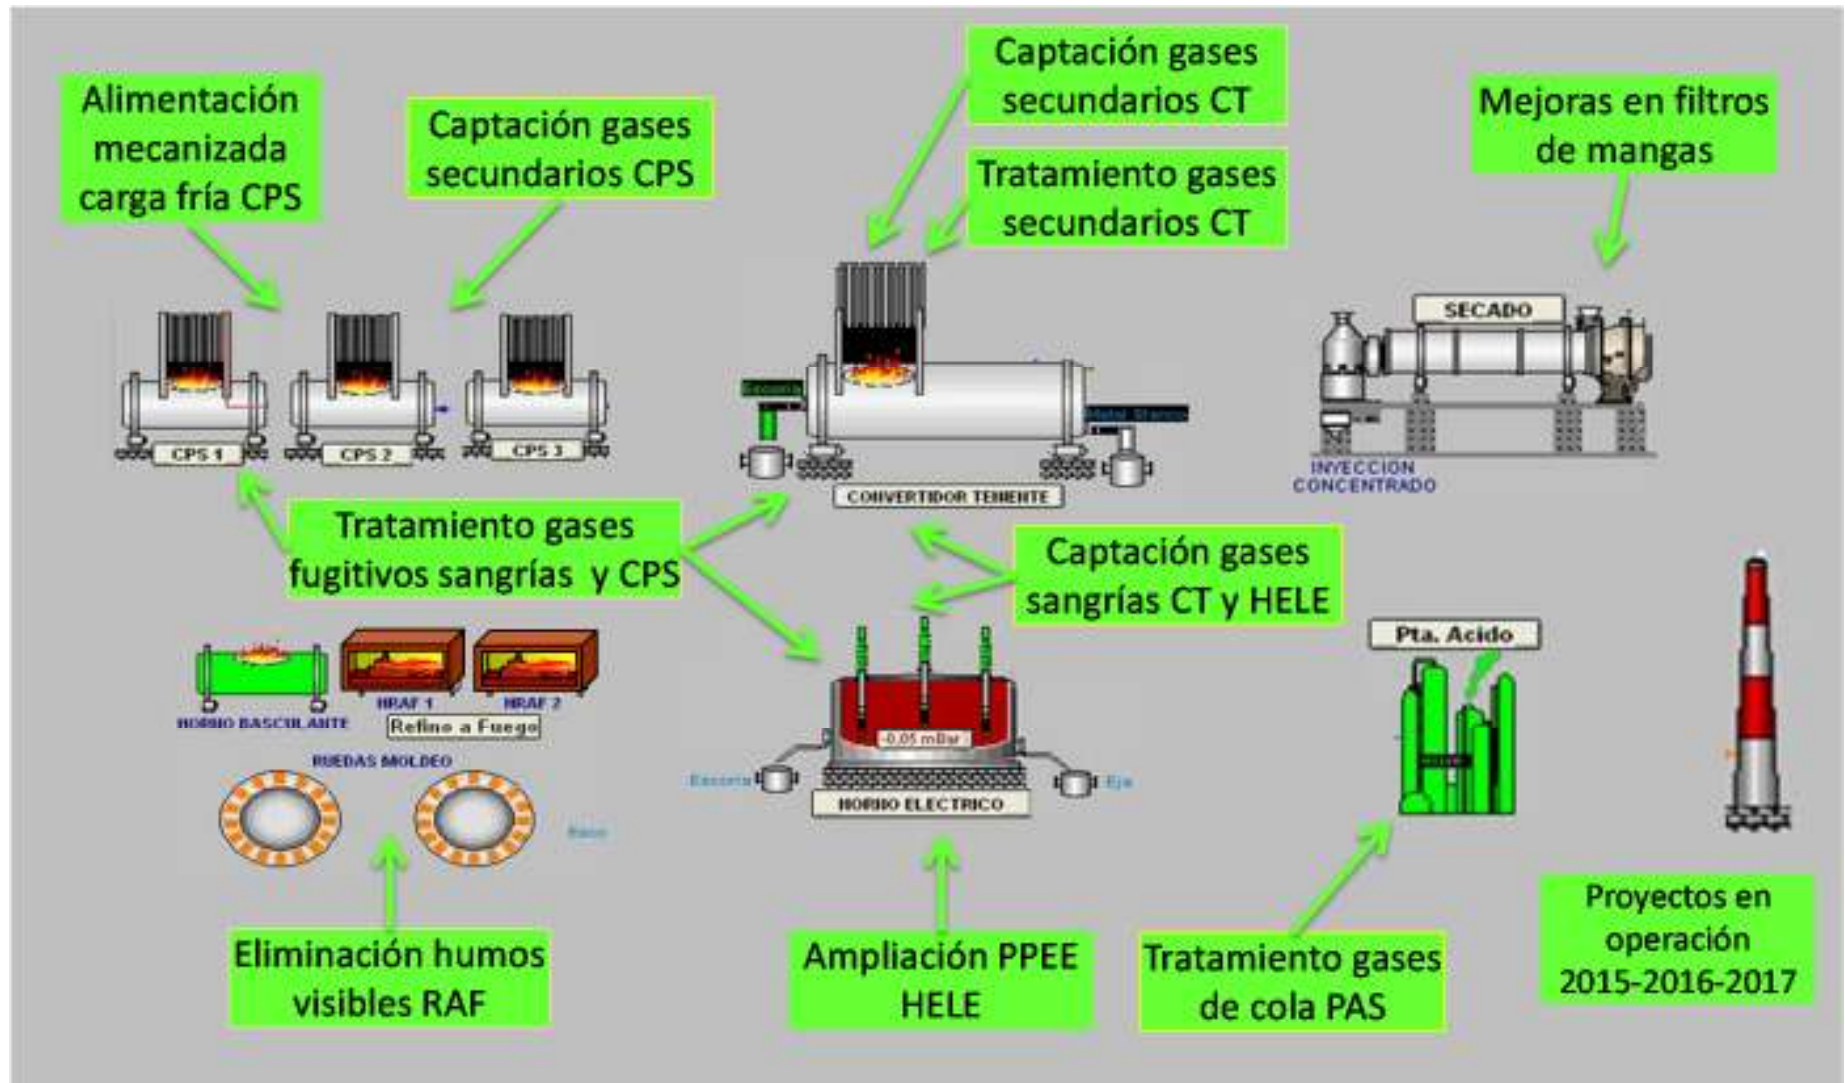 Alimentación
mecanizada
carga fría CPS
Captación gases
secundarios CPS
Captación gases
secundarios CT
Tratamiento gases
secundarios CT
Mejoras en filtros
de mangas
CPS 1
CPS 2
CPS 3
Escoria
Metal Blanco
CONVERTIDOR TENIENTE
SECADO
INYECCION
CONCENTRADO
Tratamiento gases
fugitivos sangrías y CPS
Captación gases
sangrías CT y HELE
HORNO BASCULANTE
HRAF 1
HRAF 2
Refino a Fuego
RUEDAS MOLDEO
-0,05 mBar
Escoria
Eje
HORNO ELECTRICO
Pta. Acido
Eliminación humos
visibles RAF
Ampliación PPEE
HELE
Tratamiento gases
de cola PAS
Proyectos en
operación
2015-2016-2017